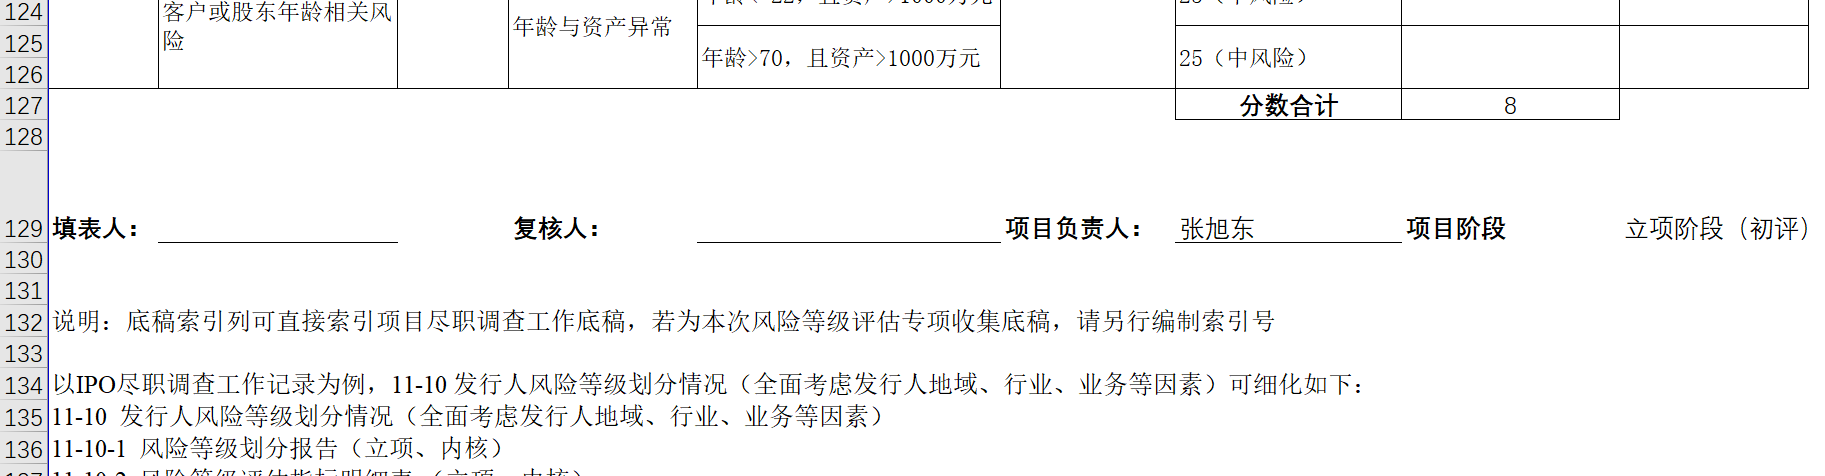 124
客户或股东年龄相关风险
年龄与资产异常
125
年龄>70，且资产>1000万元
25（中风险）
126
127
分数合计
8
128
129
填表人：
复核人：
项目负责人：
张旭东
项目阶段
立项阶段（初评）
130
131
132
说明：底稿索引列可直接索引项目尽职调查工作底稿，若为本次风险等级评估专项收集底稿，请另行编制索引号
133
134
以IPO尽职调查工作记录为例，11-10 发行人风险等级划分情况（全面考虑发行人地域、行业、业务等因素）可细化如下：
135
11-10 发行人风险等级划分情况（全面考虑发行人地域、行业、业务等因素）
136
11-10-1 风险等级划分报告（立项、内核）